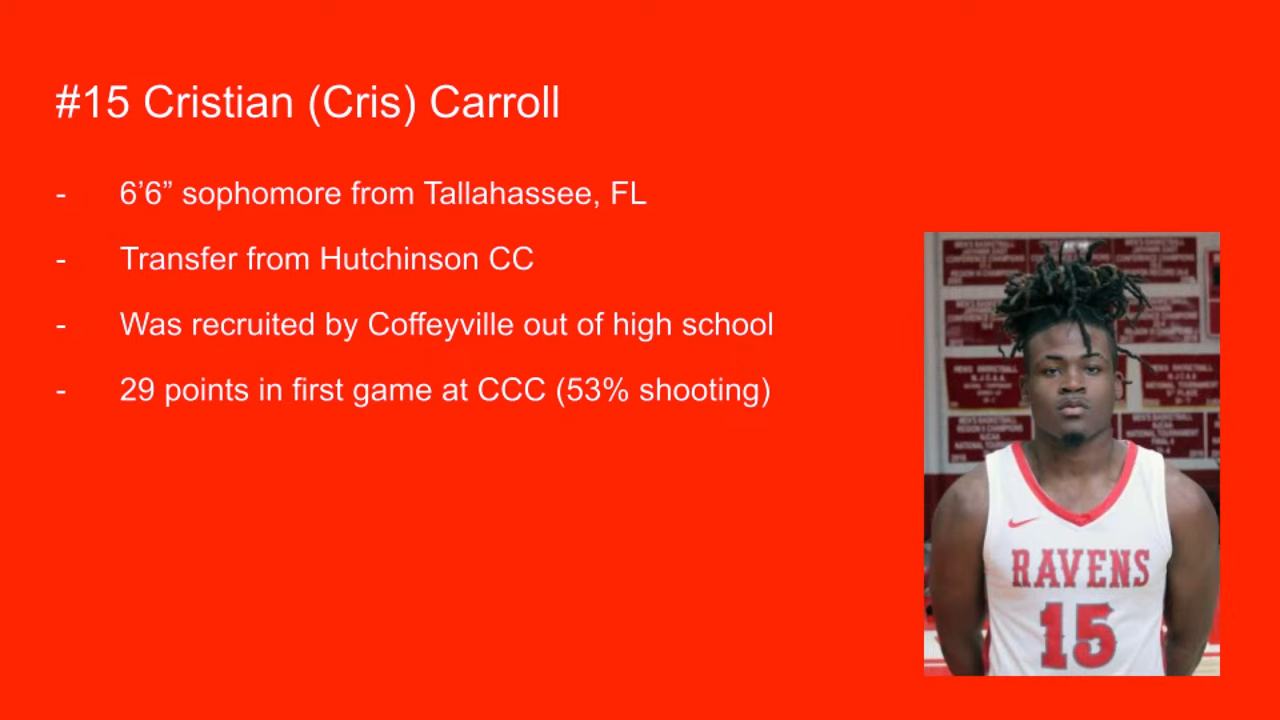 #15 Cristian (Cris) Carroll
- 6’6” sophomore from Tallahassee, FL
- Transfer from Hutchinson CC
- Was recruited by Coffeyville out of high school
- 29 points in first game at CCC (53% shooting)
RAVENS
15